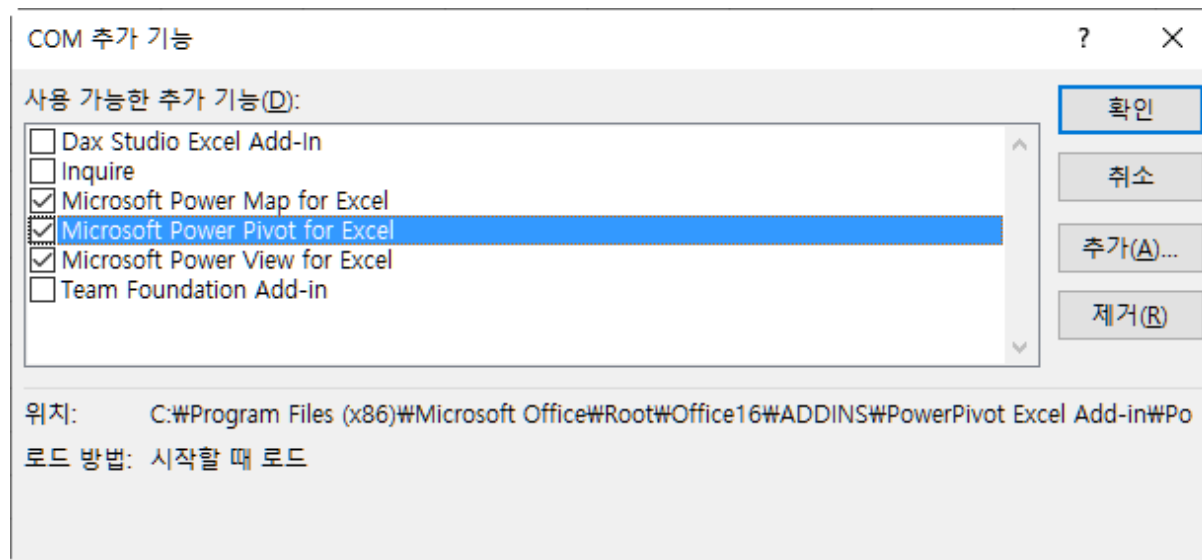 COM 추가 기능
? ×
사용 가능한 추가 기능(D):
확인
Dax Studio Excel Add-In
Inquire
취소
Microsoft Power Map for Excel
Microsoft Power Pivot for Excel
추가(A)...
Microsoft Power View for Excel
Team Foundation Add-in
제거(R)
위치: C:₩Program Files (x86)₩Microsoft Office₩Root₩Office16₩ADDINS₩PowerPivot Excel Add-in₩Po
로드 방법: 시작할 때 로드